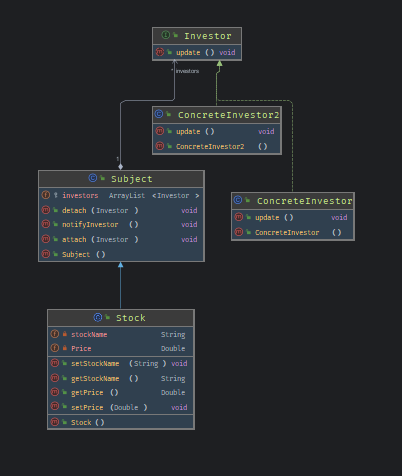 Investor
update () void
* investors
ConcreteInvestor2
update () void
ConcreteInvestor2 ()
1
Subject
investors ArrayList <Investor >
detach (Investor ) void
notifyInvestor () void
attach (Investor ) void
Subject ()
ConcreteInvestor
update () void
ConcreteInvestor ()
Stock
stockName String
Price Double
setStockName (String ) void
getStockName () String
getPrice () Double
setPrice (Double ) void
Stock ()